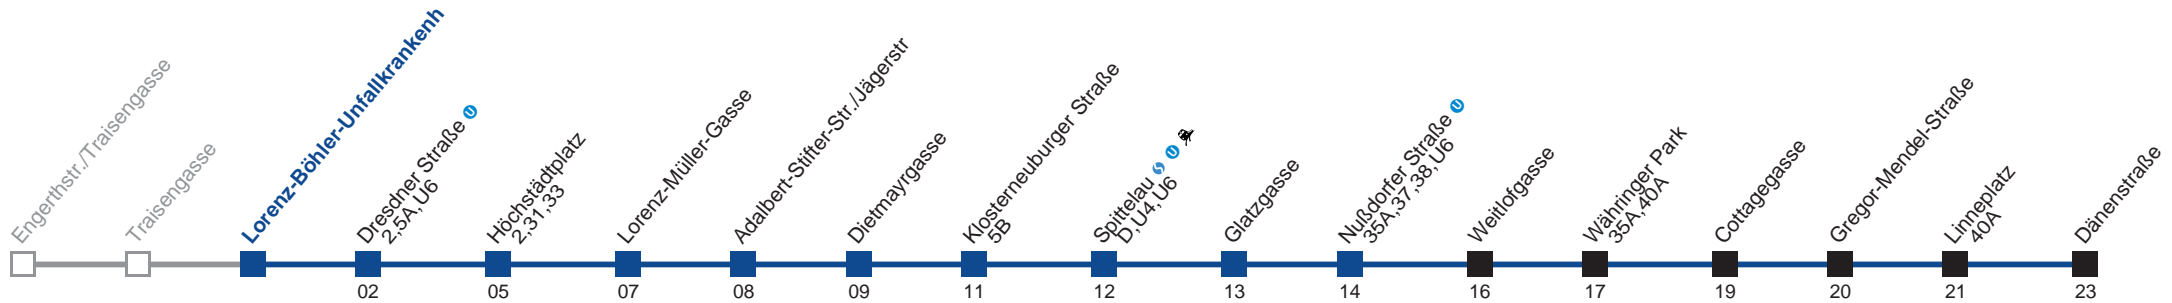 Engerthstr./Traisengasse
Traisengasse
Lorenz-Böhler-Unfallkrankenh
Dresdner Straße U
2,5A,U6
Höchstädtplatz
2,31,33
Lorenz-Müller-Gasse
Adalbert-Stifter-Str./Jägerstr
Dietmayrgasse
Klosterneuburger Straße
5B
Spittelau S U
D,U4,U6
Glatzgasse
Nußdorfer Straße U
35A,37,38,U6
Weitlofgasse
Währinger Park
35A,40A
Cottagegasse
Gregor-Mendel-Straße
Linneplatz
40A
Dänenstraße
02 05 07 08 09 11 12 13 14 16 17 19 20 21 23